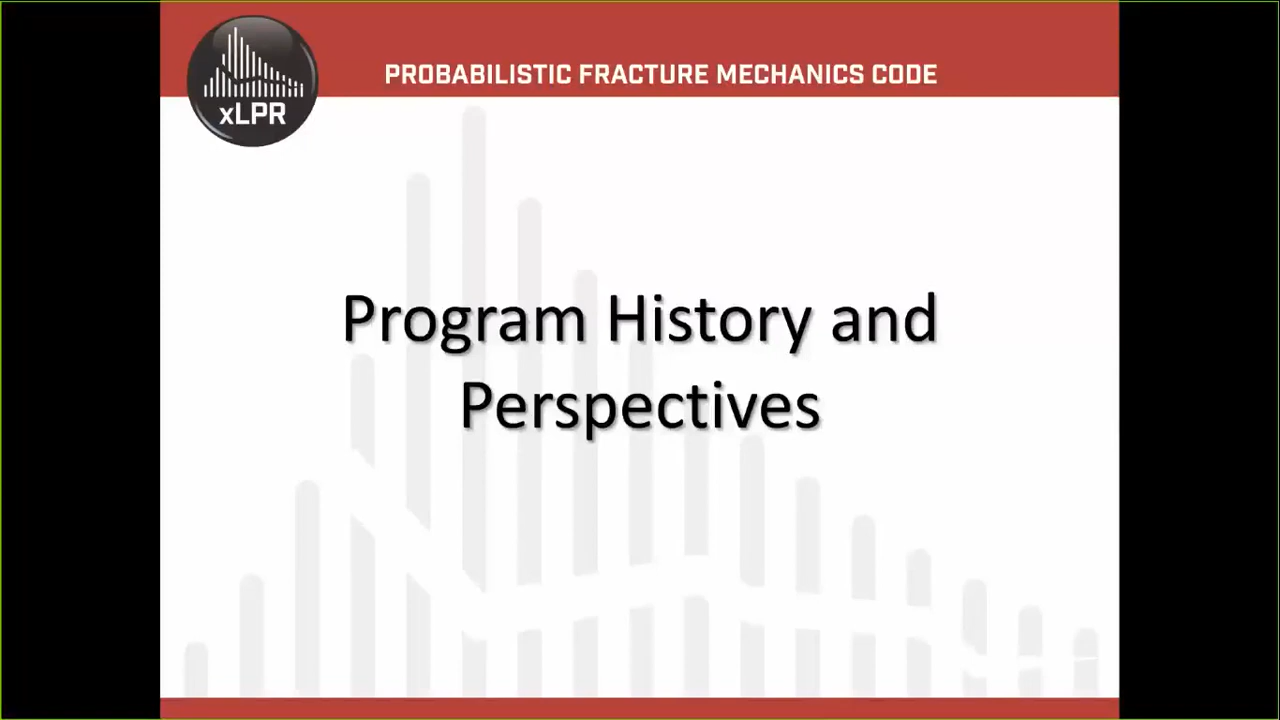 PROBABILISTIC FRACTURE MECHANICS CODE
xLPR
Program History and
Perspectives